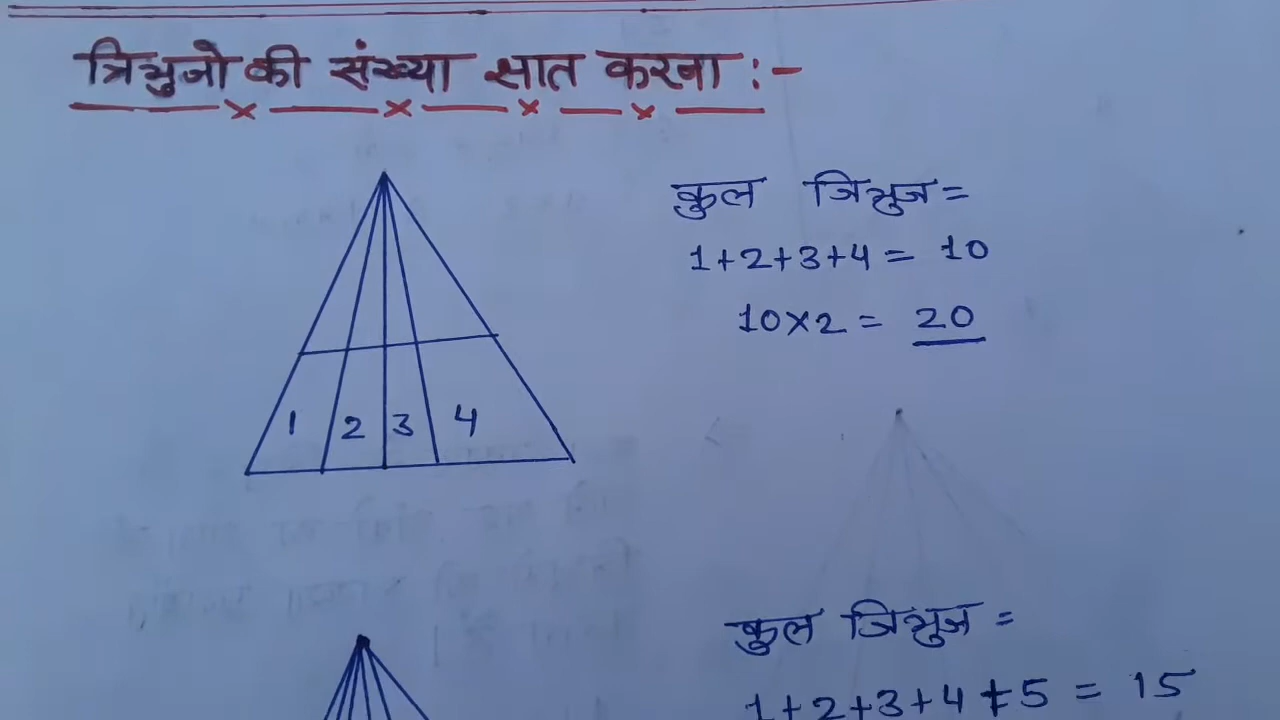 त्रिभुजो की संख्या सात करना :-
कुल त्रिभुज =
1+2+3+4 = 10
10×2 = 20
1 2 3 4
कुल त्रिभुज =
1+2+3+4+5 = 15